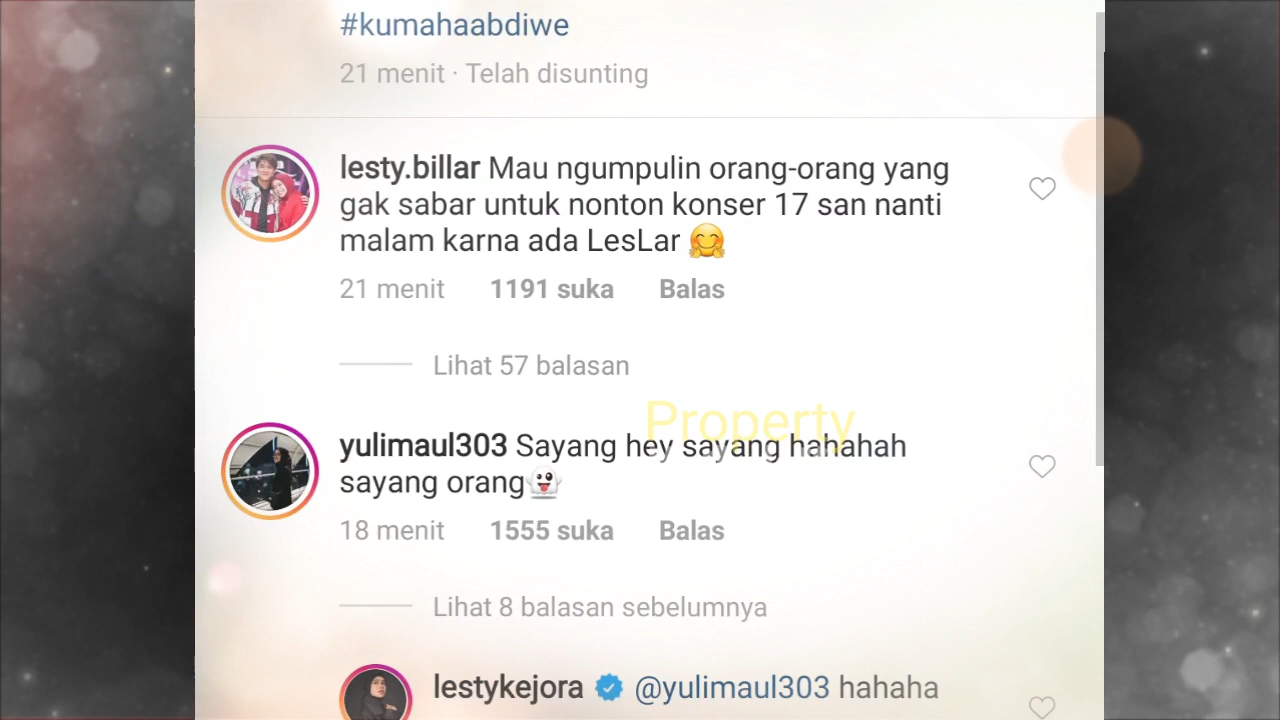 #kumahaabdiwe
21 menit · Telah disunting
lesty.billar Mau ngumpulin orang-orang yang
gak sabar untuk nonton konser 17 san nanti
malam karna ada LesLar 🤗
21 menit 1191 suka Balas
Lihat 57 balasan
Property
yulimaul303 Sayang hey sayang hahahah
sayang orang👻
18 menit 1555 suka Balas
Lihat 8 balasan sebelumnya
lestykejora @yulimaul303 hahaha